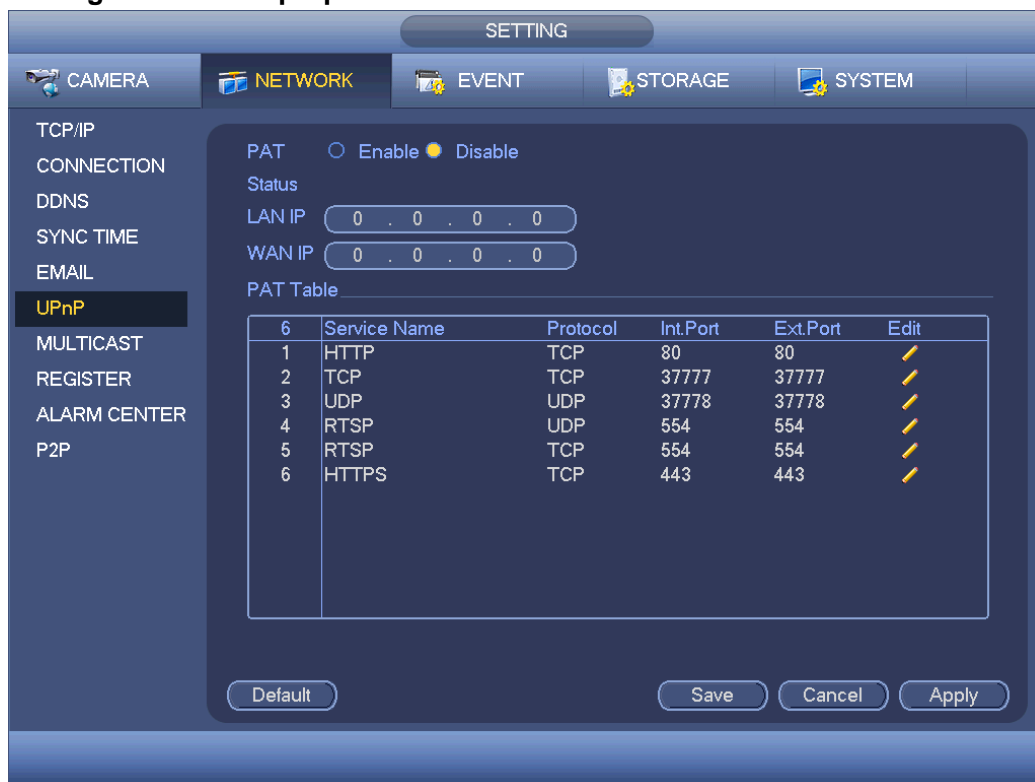 SETTING
CAMERA NETWORK EVENT STORAGE SYSTEM
TCP/IP
CONNECTION
DDNS
SYNC TIME
EMAIL
UPnP
MULTICAST
REGISTER
ALARM CENTER
P2P
PAT Enable Disable
Status
LAN IP 0 . 0 . 0 . 0
WAN IP 0 . 0 . 0 . 0
PAT Table
6 Service Name Protocol Int.Port Ext.Port Edit
1 HTTP TCP 80 80
2 TCP TCP 37777 37777
3 UDP UDP 37778 37778
4 RTSP UDP 554 554
5 RTSP TCP 554 554
6 HTTPS TCP 443 443
Default Save Cancel Apply